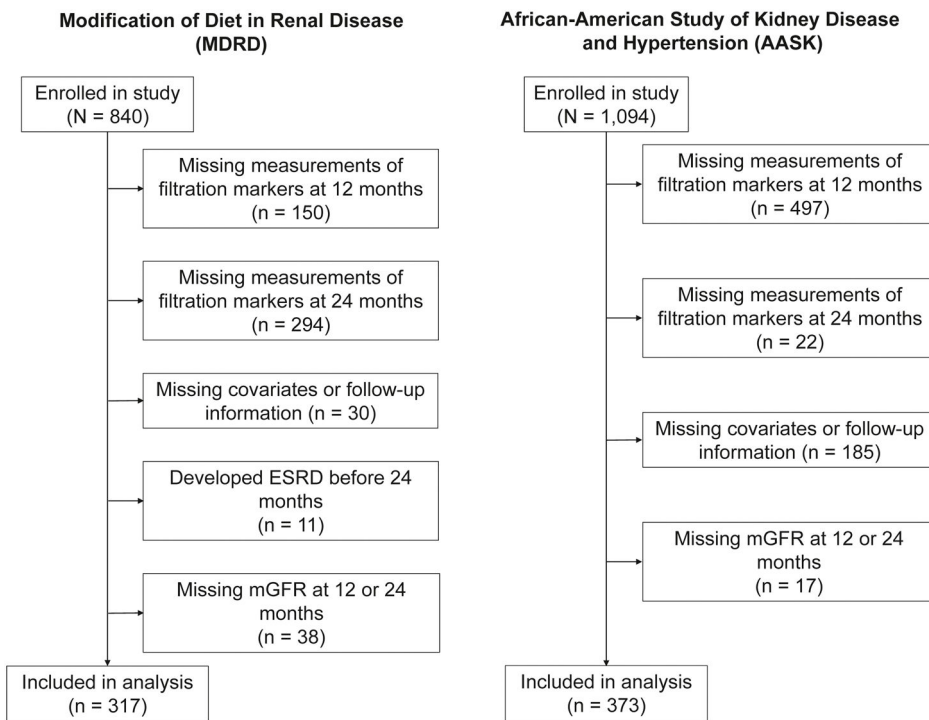 Modification of Diet in Renal Disease
(MDRD)
Enrolled in study
(N = 840)
Missing measurements of
filtration markers at 12 months
(n = 150)
Missing measurements of
filtration markers at 24 months
(n = 294)
Missing covariates or follow-up
information (n = 30)
Developed ESRD before 24
months
(n = 11)
Missing mGFR at 12 or 24
months
(n = 38)
Included in analysis
(n = 317)
African-American Study of Kidney Disease
and Hypertension (AASK)
Enrolled in study
(N = 1,094)
Missing measurements of
filtration markers at 12 months
(n = 497)
Missing measurements of
filtration markers at 24 months
(n = 22)
Missing covariates or follow-up
information (n = 185)
Missing mGFR at 12 or 24
months
(n = 17)
Included in analysis
(n = 373)